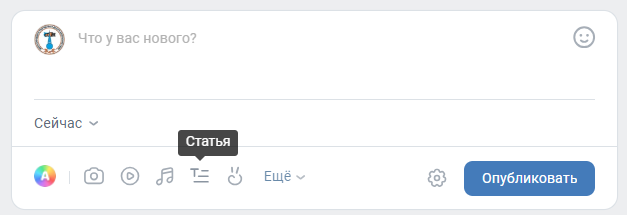 Что у вас нового?
Сейчас
Статья
A
Ещё
Опубликовать